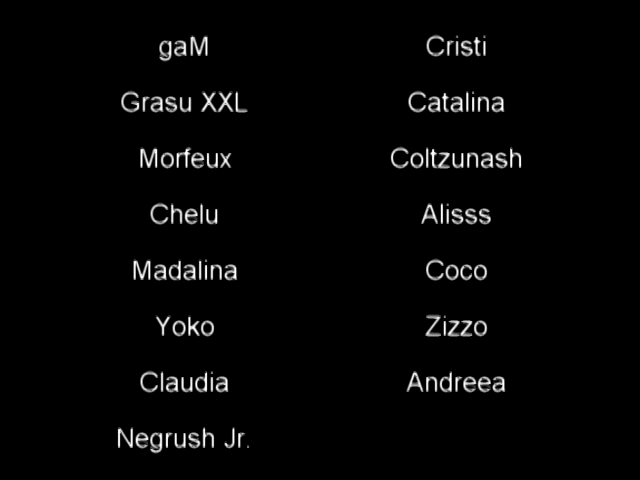 gaM
Grasu XXL
Morfeux
Chelu
Madalina
Yoko
Claudia
Negrush Jr.
Cristi
Catalina
Coltzunash
Alisss
Coco
Zizzo
Andreea